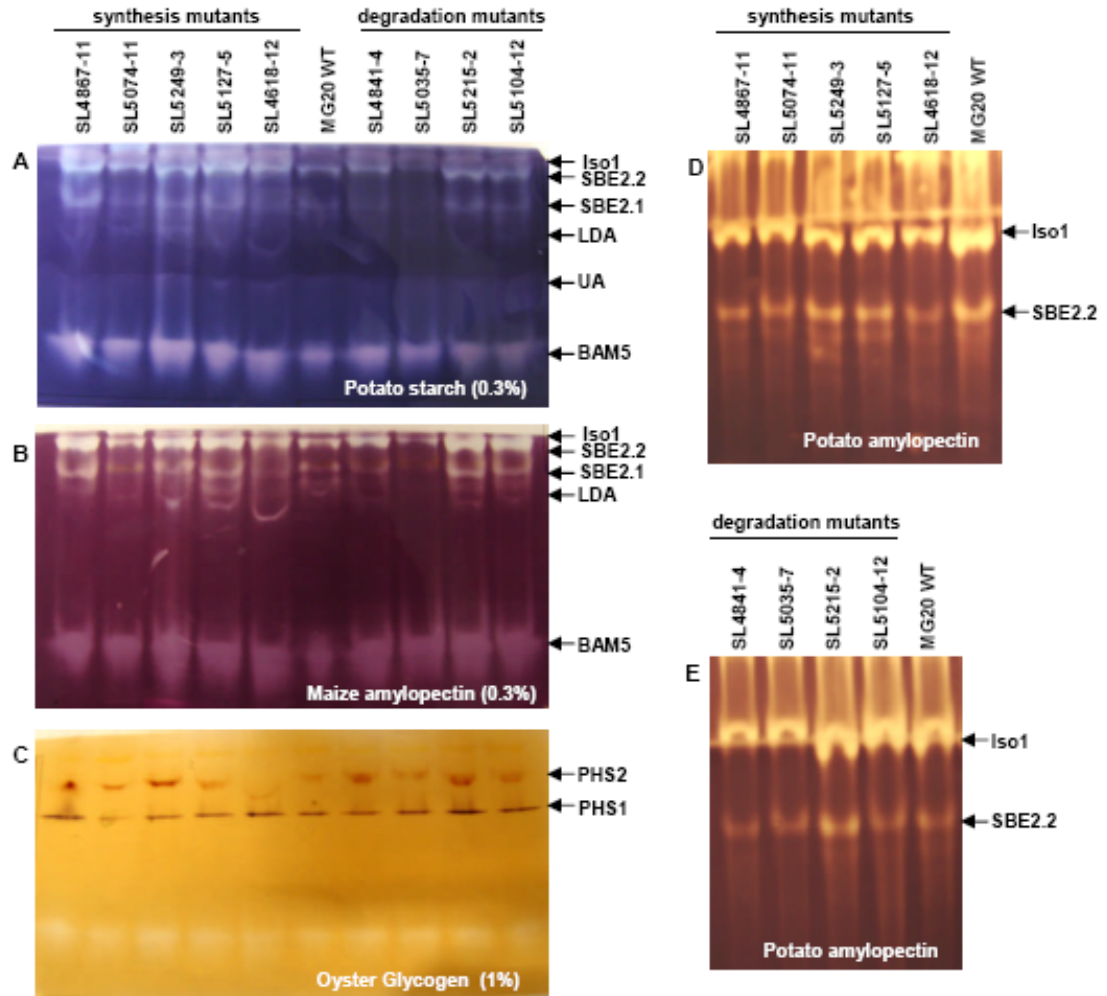 synthesis mutants
degradation mutants
SL4867-11
SL5074-11
SL5249-3
SL5127-5
SL4618-12
MG20 WT
SL4841-4
SL5035-7
SL5215-2
SL5104-12
A
Iso1
SBE2.2
SBE2.1
LDA
UA
BAM5
Potato starch (0.3%)
B
Iso1
SBE2.2
SBE2.1
LDA
BAM5
Maize amylopectin (0.3%)
C
PHS2
PHS1
Oyster Glycogen (1%)
synthesis mutants
SL4867-11
SL5074-11
SL5249-3
SL5127-5
SL4618-12
MG20 WT
D
Iso1
SBE2.2
Potato amylopectin
degradation mutants
SL4841-4
SL5035-7
SL5215-2
SL5104-12
MG20 WT
E
Iso1
SBE2.2
Potato amylopectin